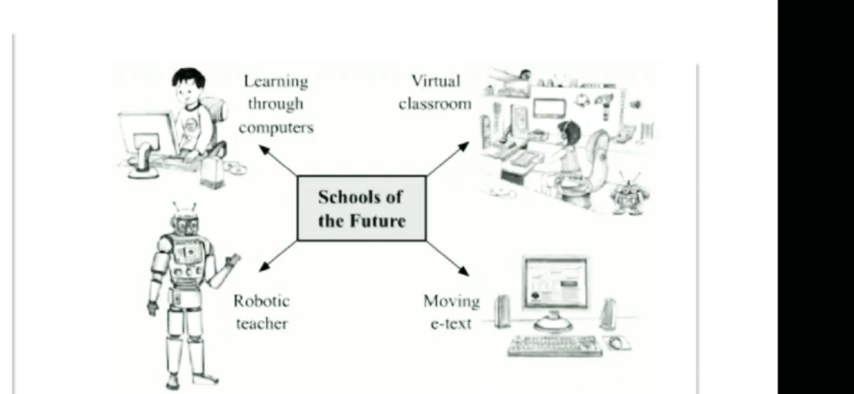 Learning
through
computers
Virtual
classroom
Schools of
the Future
Robotic
teacher
Moving
e-text